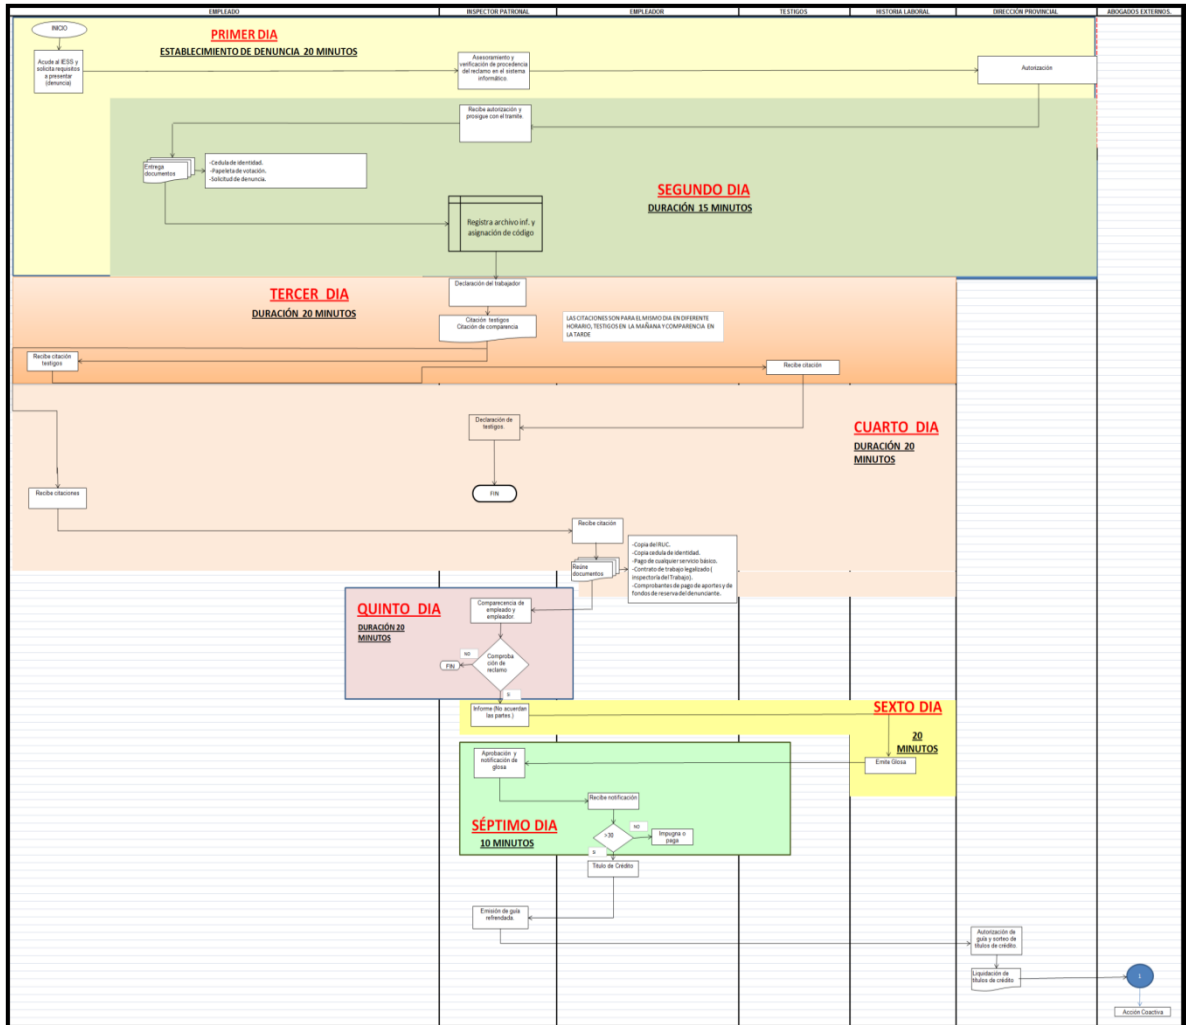 EMPLEADO
INSPECTOR PATRONAL
EMPLEADOR
TESTIGOS
HISTORIA LABORAL
DIRECCIÓN PROVINCIAL
ABOGADOS EXTERNOS.
INICIO
PRIMER DIA
ESTABLECIMIENTO DE DENUNCIA 20 MINUTOS
Acude al IESS y
solicita requisitos
a presentar
(denuncia)
Asesoramiento y
verificación de procedencia
del reclamo en el sistema
informático.
Autorización
Recibe autorización y
prosigue con el tramite.
Entrega
documentos
-Cedula de identidad.
-Papeleta de votación.
-Solicitud de denuncia.
SEGUNDO DIA
DURACIÓN 15 MINUTOS
Registra archivo inf. y
asignación de código
TERCER DIA
DURACIÓN 20 MINUTOS
Declaración del trabajador
Citación testigos
Citación de comparencia
LAS CITACIONES SON PARA EL MISMO DIA EN DIFERENTE
HORARIO, TESTIGOS EN LA MAÑANA Y COMPARENCIA EN
LA TARDE
Recibe citación
testigos
Recibe citación
Declaración de
testigos.
CUARTO DIA
DURACIÓN 20
MINUTOS
Recibe citaciones
FIN
Recibe citación
Reúne
documentos
-Copia del RUC.
-Copia cedula de identidad.
-Pago de cualquier servicio básico.
-Contrato de trabajo legalizado (
inspectoría del Trabajo).
-Comprobantes de pago de aportes y de
fondos de reserva del denunciante.
QUINTO DIA
DURACIÓN 20
MINUTOS
Comparecencia de
empleado y
empleador.
NO
FIN
Comproba
ción de
reclamo
SI
Informe (No acuerdan
las partes.)
SEXTO DIA
20
MINUTOS
Emite Glosa
Aprobación y
notificación de
glosa
Recibe notificación
SÉPTIMO DIA
10 MINUTOS
>30
NO
Impugna o
paga
SI
Titulo de Crédito
Emisión de guía
refrendada.
Autorización de
guía y sorteo de
títulos de crédito.
Liquidación de
títulos de crédito
1
Acción Coactiva